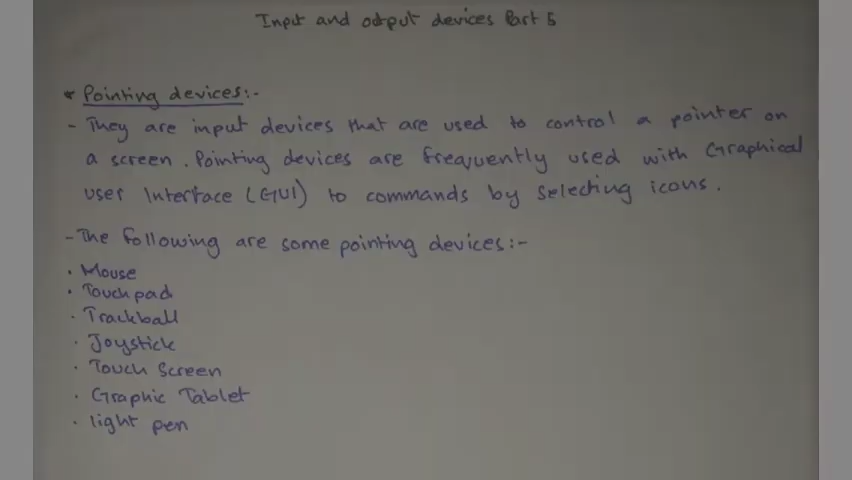 Input and output devices Part 5
* Pointing devices:-
- They are input devices that are used to control a pointer on
a screen. Pointing devices are frequently used with Graphical
user Interface (GUI) to commands by selecting icons.
- The following are some pointing devices:-
• Mouse
• Touchpad
• Trackball
• Joystick
• Touch Screen
• Graphic Tablet
• light pen